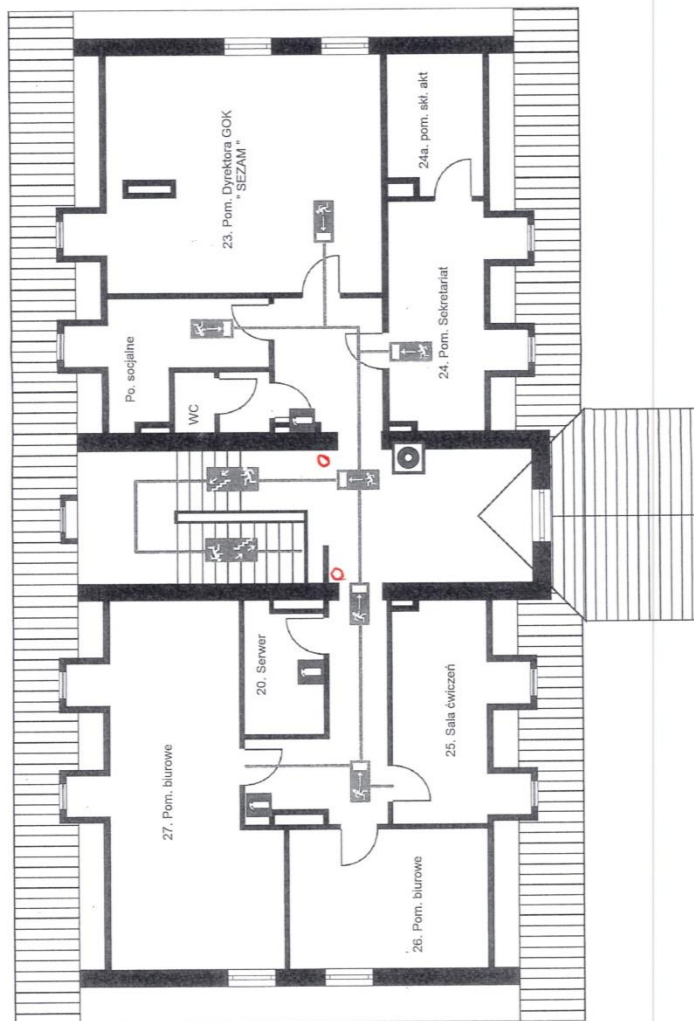 23. Pom. Dyrektora GOK
" SEZAM "
24a. pom. skł. akt
Po. socjalne
WC
24. Pom. Sekretariat
20. Serwer
27. Pom. biurowe
25. Sala ćwiczeń
26. Pom. biurowe